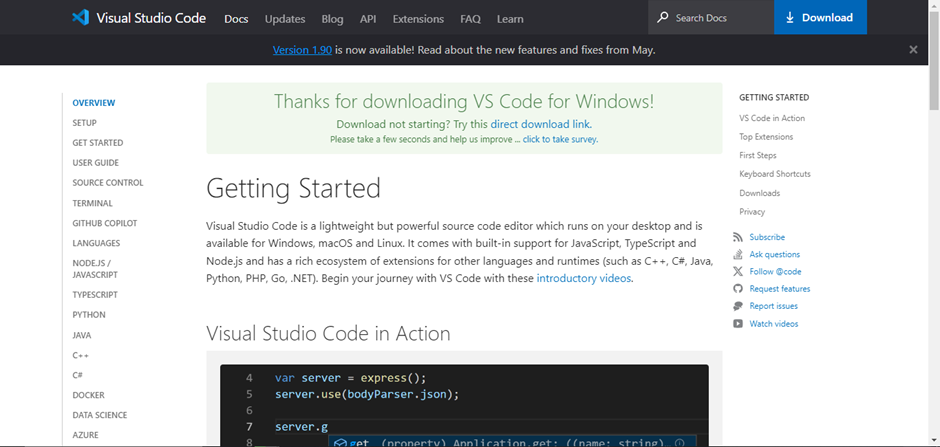 Visual Studio Code Docs Updates Blog API Extensions FAQ Learn Search Docs Download
Version 1.90 is now available! Read about the new features and fixes from May.
OVERVIEW
SETUP
GET STARTED
USER GUIDE
SOURCE CONTROL
TERMINAL
GITHUB COPILOT
LANGUAGES
NODE.JS /
JAVASCRIPT
TYPESCRIPT
PYTHON
JAVA
C++
C#
DOCKER
DATA SCIENCE
AZURE
Thanks for downloading VS Code for Windows!
Download not starting? Try this direct download link.
Please take a few seconds and help us improve ... click to take survey.
Getting Started
Visual Studio Code is a lightweight but powerful source code editor which runs on your desktop and is
available for Windows, macOS and Linux. It comes with built-in support for JavaScript, TypeScript and
Node.js and has a rich ecosystem of extensions for other languages and runtimes (such as C++, C#, Java,
Python, PHP, Go, .NET). Begin your journey with VS Code with these introductory videos.
Visual Studio Code in Action
4 var server = express();
5 server.use(bodyParser.json);
6
7 server.g
8 get (property) Application.get: ((name: string)
GETTING STARTED
VS Code in Action
Top Extensions
First Steps
Keyboard Shortcuts
Downloads
Privacy
Subscribe
Ask questions
Follow @code
Request features
Report issues
Watch videos